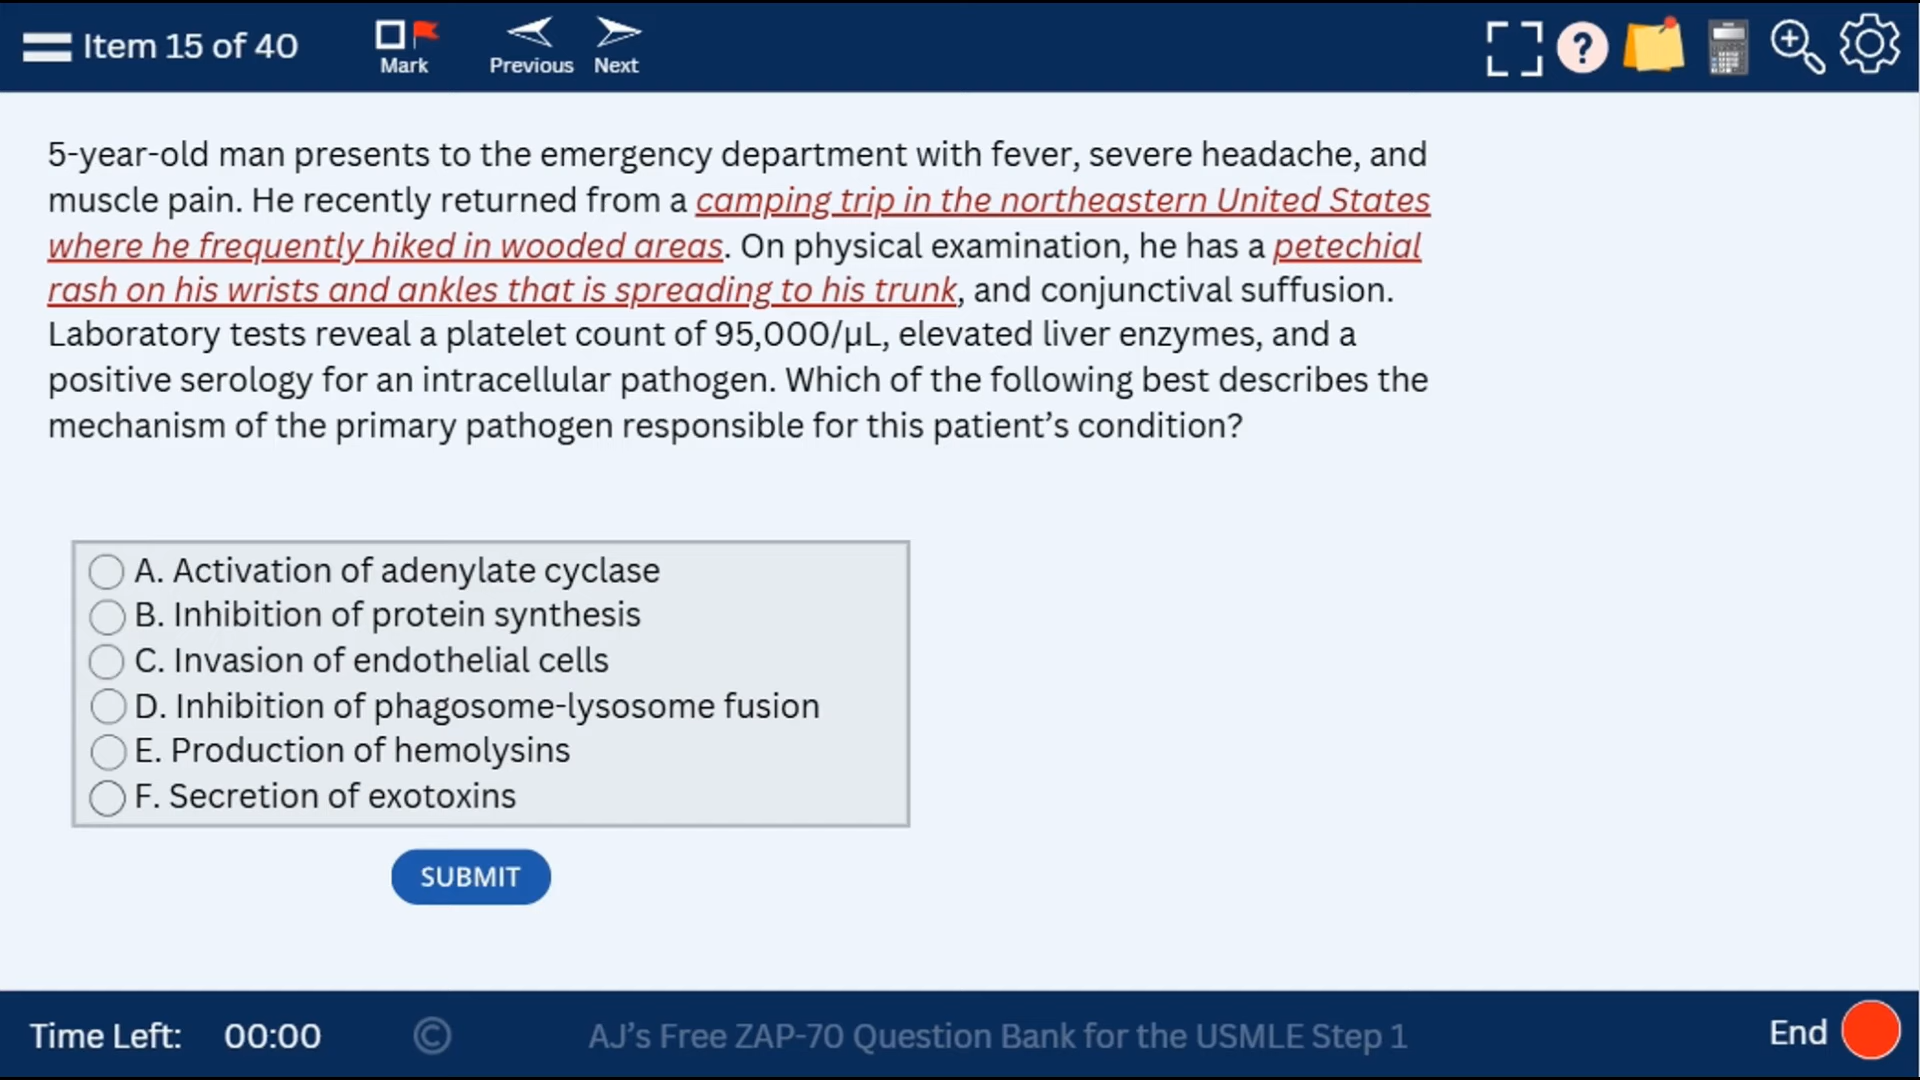 Item 15 of 40
Mark
Previous
Next
?
5-year-old man presents to the emergency department with fever, severe headache, and
muscle pain. He recently returned from a camping trip in the northeastern United States
where he frequently hiked in wooded areas. On physical examination, he has a petechial
rash on his wrists and ankles that is spreading to his trunk, and conjunctival suffusion.
Laboratory tests reveal a platelet count of 95,000/μL, elevated liver enzymes, and a
positive serology for an intracellular pathogen. Which of the following best describes the
mechanism of the primary pathogen responsible for this patient’s condition?
A. Activation of adenylate cyclase
B. Inhibition of protein synthesis
C. Invasion of endothelial cells
D. Inhibition of phagosome-lysosome fusion
E. Production of hemolysins
F. Secretion of exotoxins
SUBMIT
Time Left: 00:00
©
AJ’s Free ZAP-70 Question Bank for the USMLE Step 1
End